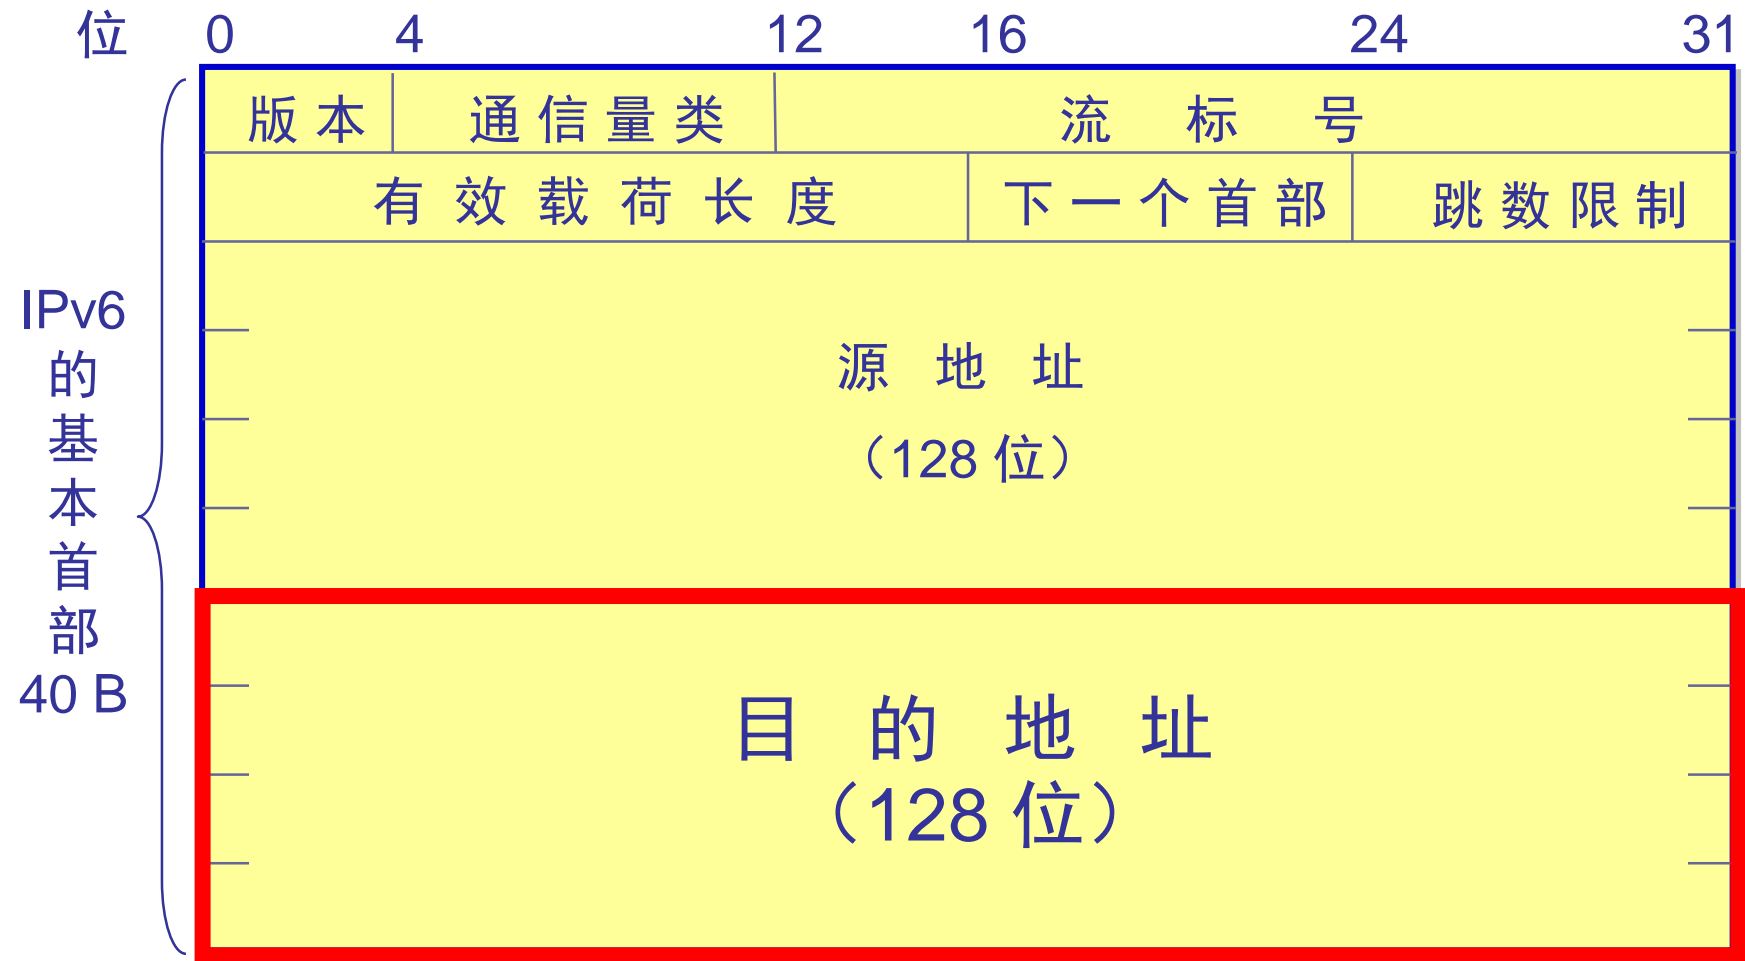 位 0 4 12 16 24 31
版本 通信量类 流标号
有效载荷长度 下一个首部 跳数限制
源地址
（128 位）
目的地址
（128 位）
IPv6
的
基
本
首
部
40 B